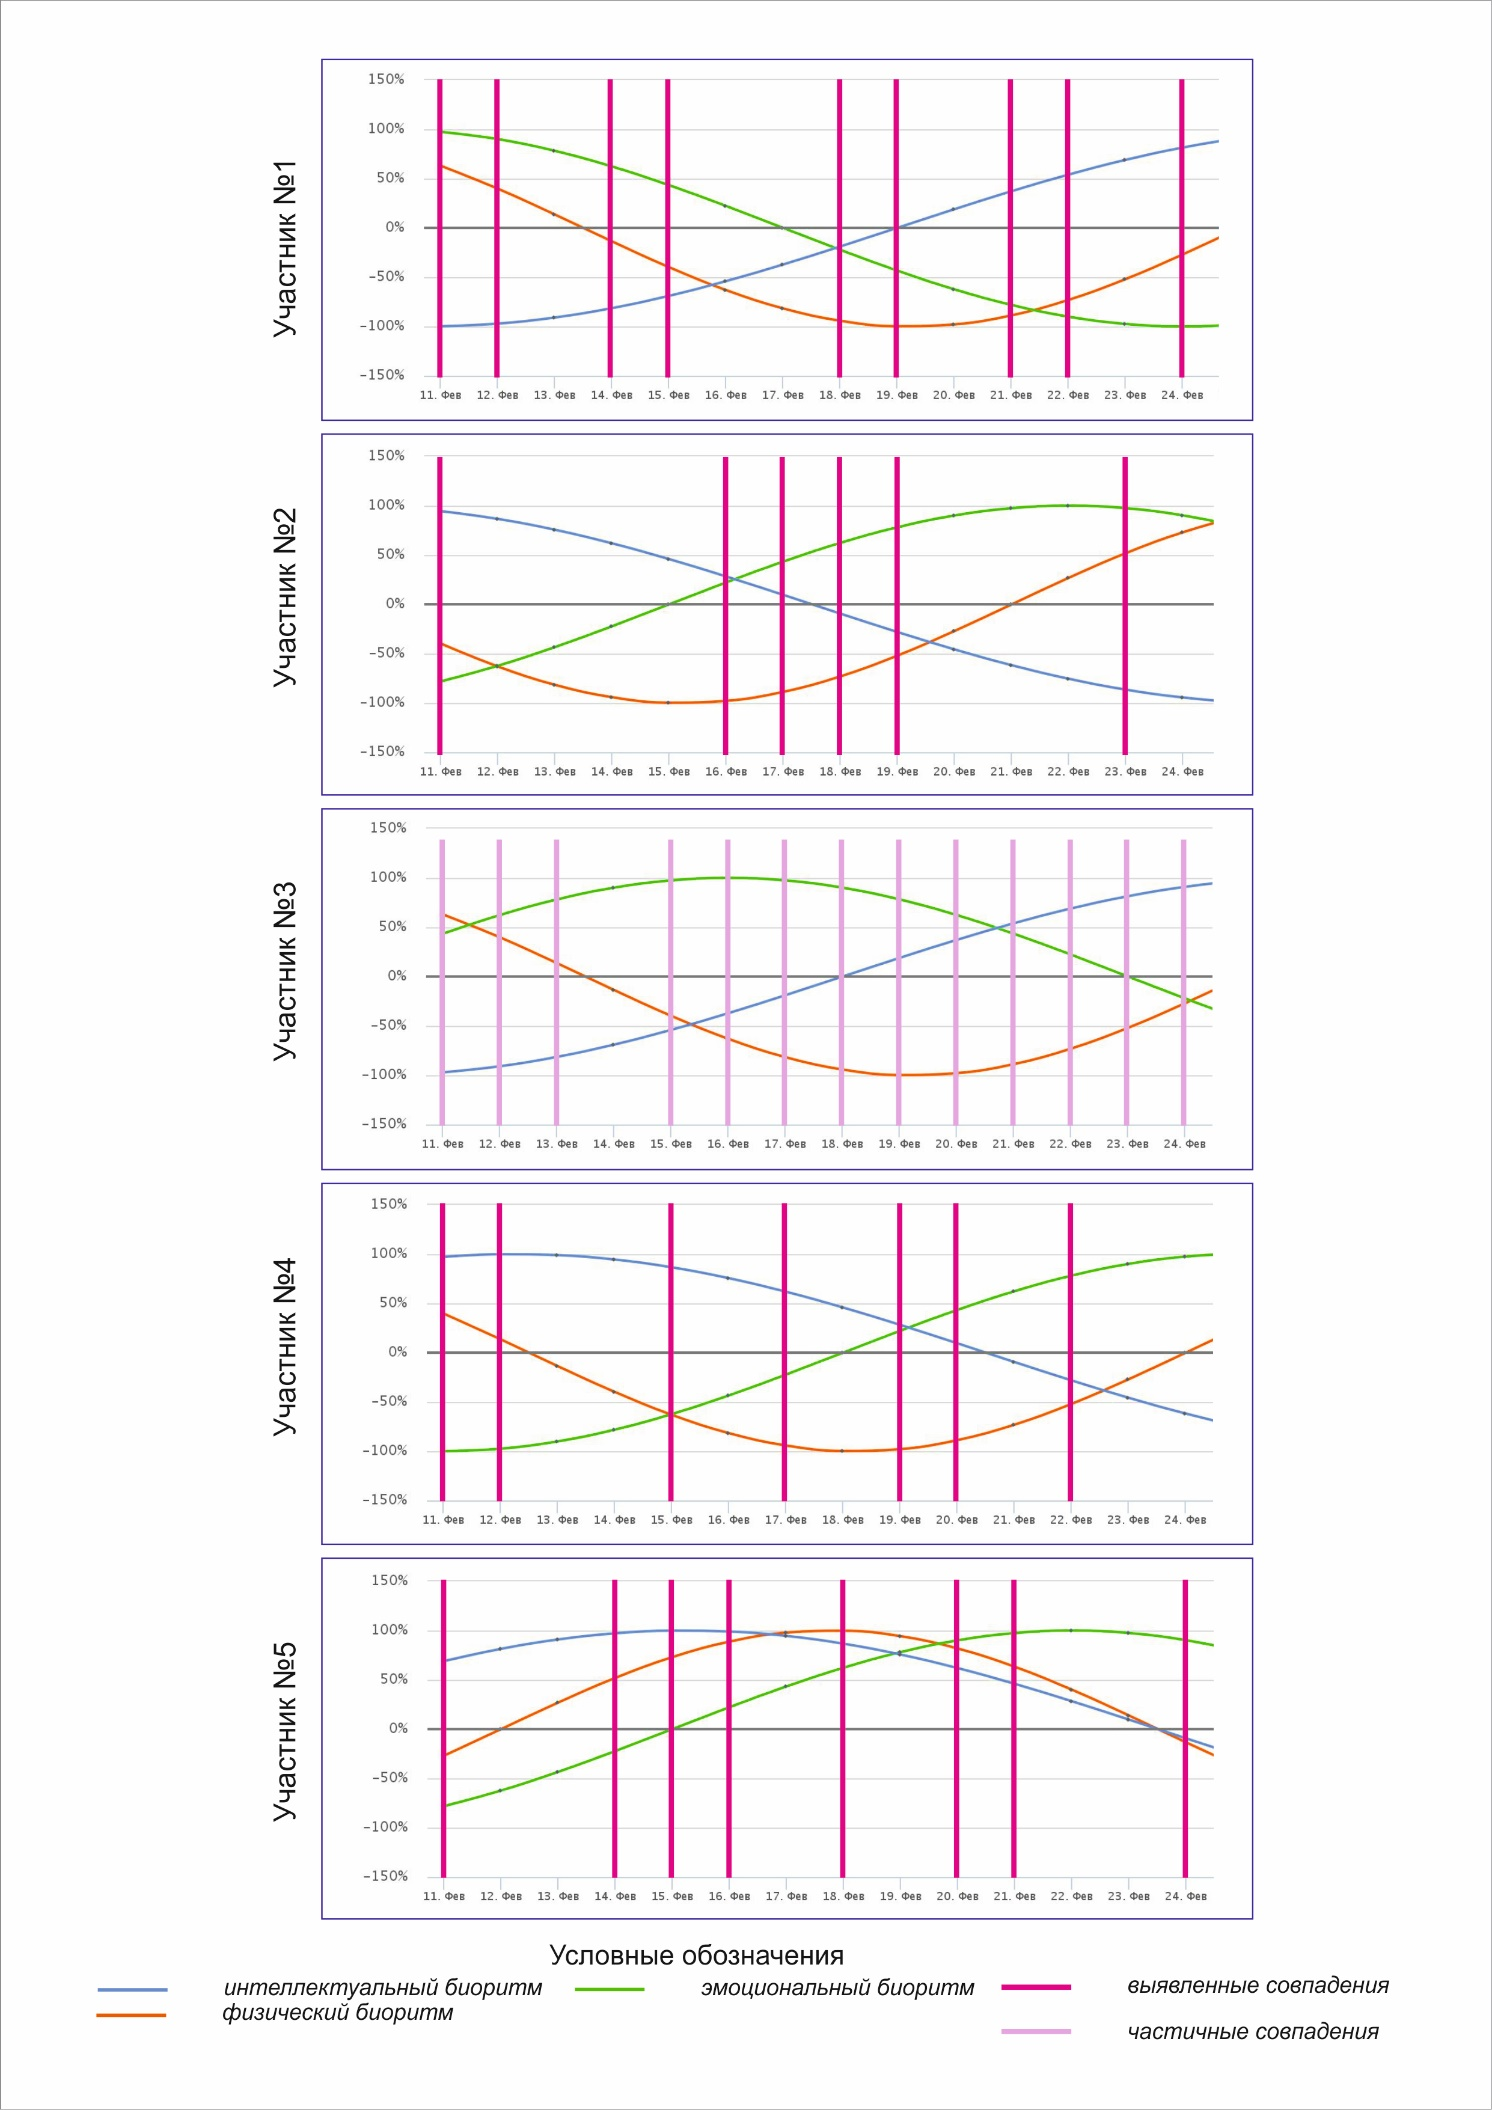 Участник №1
150%
100%
50%
0%
-50%
-100%
-150%
11. Фев 12. Фев 13. Фев 14. Фев 15. Фев 16. Фев 17. Фев 18. Фев 19. Фев 20. Фев 21. Фев 22. Фев 23. Фев 24. Фев
Участник №2
150%
100%
50%
0%
-50%
-100%
-150%
11. Фев 12. Фев 13. Фев 14. Фев 15. Фев 16. Фев 17. Фев 18. Фев 19. Фев 20. Фев 21. Фев 22. Фев 23. Фев 24. Фев
Участник №3
150%
100%
50%
0%
-50%
-100%
-150%
11. Фев 12. Фев 13. Фев 14. Фев 15. Фев 16. Фев 17. Фев 18. Фев 19. Фев 20. Фев 21. Фев 22. Фев 23. Фев 24. Фев
Участник №4
150%
100%
50%
0%
-50%
-100%
-150%
11. Фев 12. Фев 13. Фев 14. Фев 15. Фев 16. Фев 17. Фев 18. Фев 19. Фев 20. Фев 21. Фев 22. Фев 23. Фев 24. Фев
Участник №5
150%
100%
50%
0%
-50%
-100%
-150%
11. Фев 12. Фев 13. Фев 14. Фев 15. Фев 16. Фев 17. Фев 18. Фев 19. Фев 20. Фев 21. Фев 22. Фев 23. Фев 24. Фев
Условные обозначения
интеллектуальный биоритм эмоциональный биоритм выявленные совпадения
физический биоритм
частичные совпадения